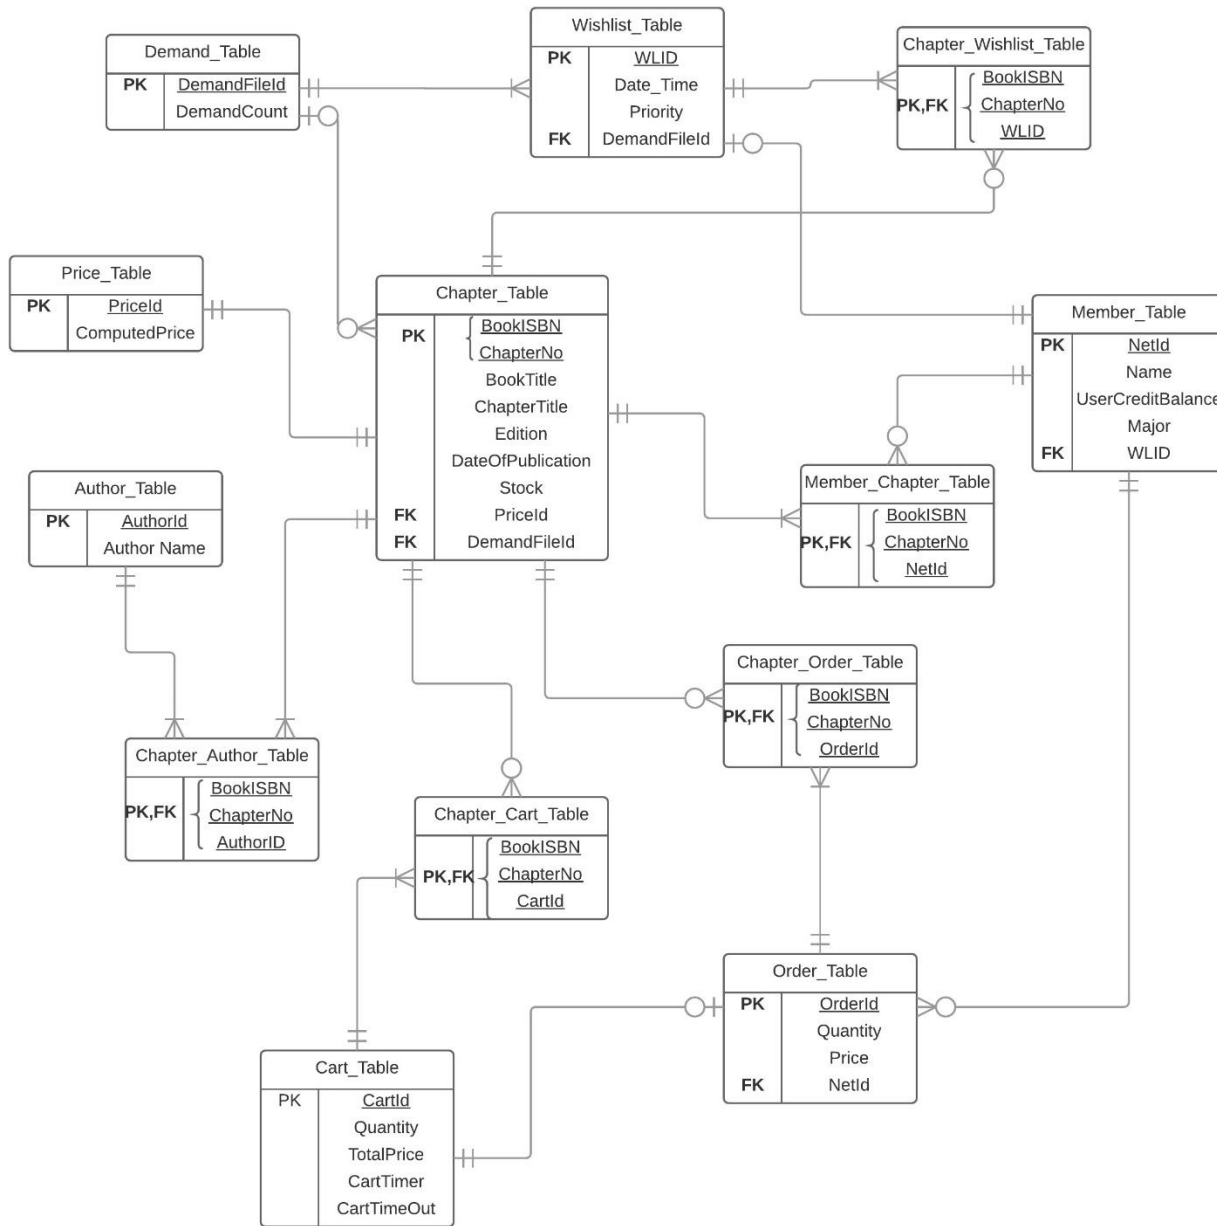 Demand_Table
PK DemandFileId
DemandCount
Wishlist_Table
PK WLID
Date_Time
Priority
FK DemandFileId
Chapter_Wishlist_Table
BookISBN
PK,FK ChapterNo
WLID
Price_Table
PK PriceId
ComputedPrice
Chapter_Table
PK BookISBN
ChapterNo
BookTitle
ChapterTitle
Edition
DateOfPublication
Stock
FK PriceId
FK DemandFileId
Member_Table
PK NetId
Name
UserCreditBalance
Major
FK WLID
Author_Table
PK AuthorId
Author Name
Member_Chapter_Table
BookISBN
PK,FK ChapterNo
NetId
Chapter_Order_Table
BookISBN
PK,FK ChapterNo
OrderId
Chapter_Author_Table
BookISBN
PK,FK ChapterNo
AuthorID
Chapter_Cart_Table
BookISBN
PK,FK ChapterNo
CartId
Order_Table
PK OrderId
Quantity
Price
FK NetId
Cart_Table
PK CartId
Quantity
TotalPrice
CartTimer
CartTimeOut